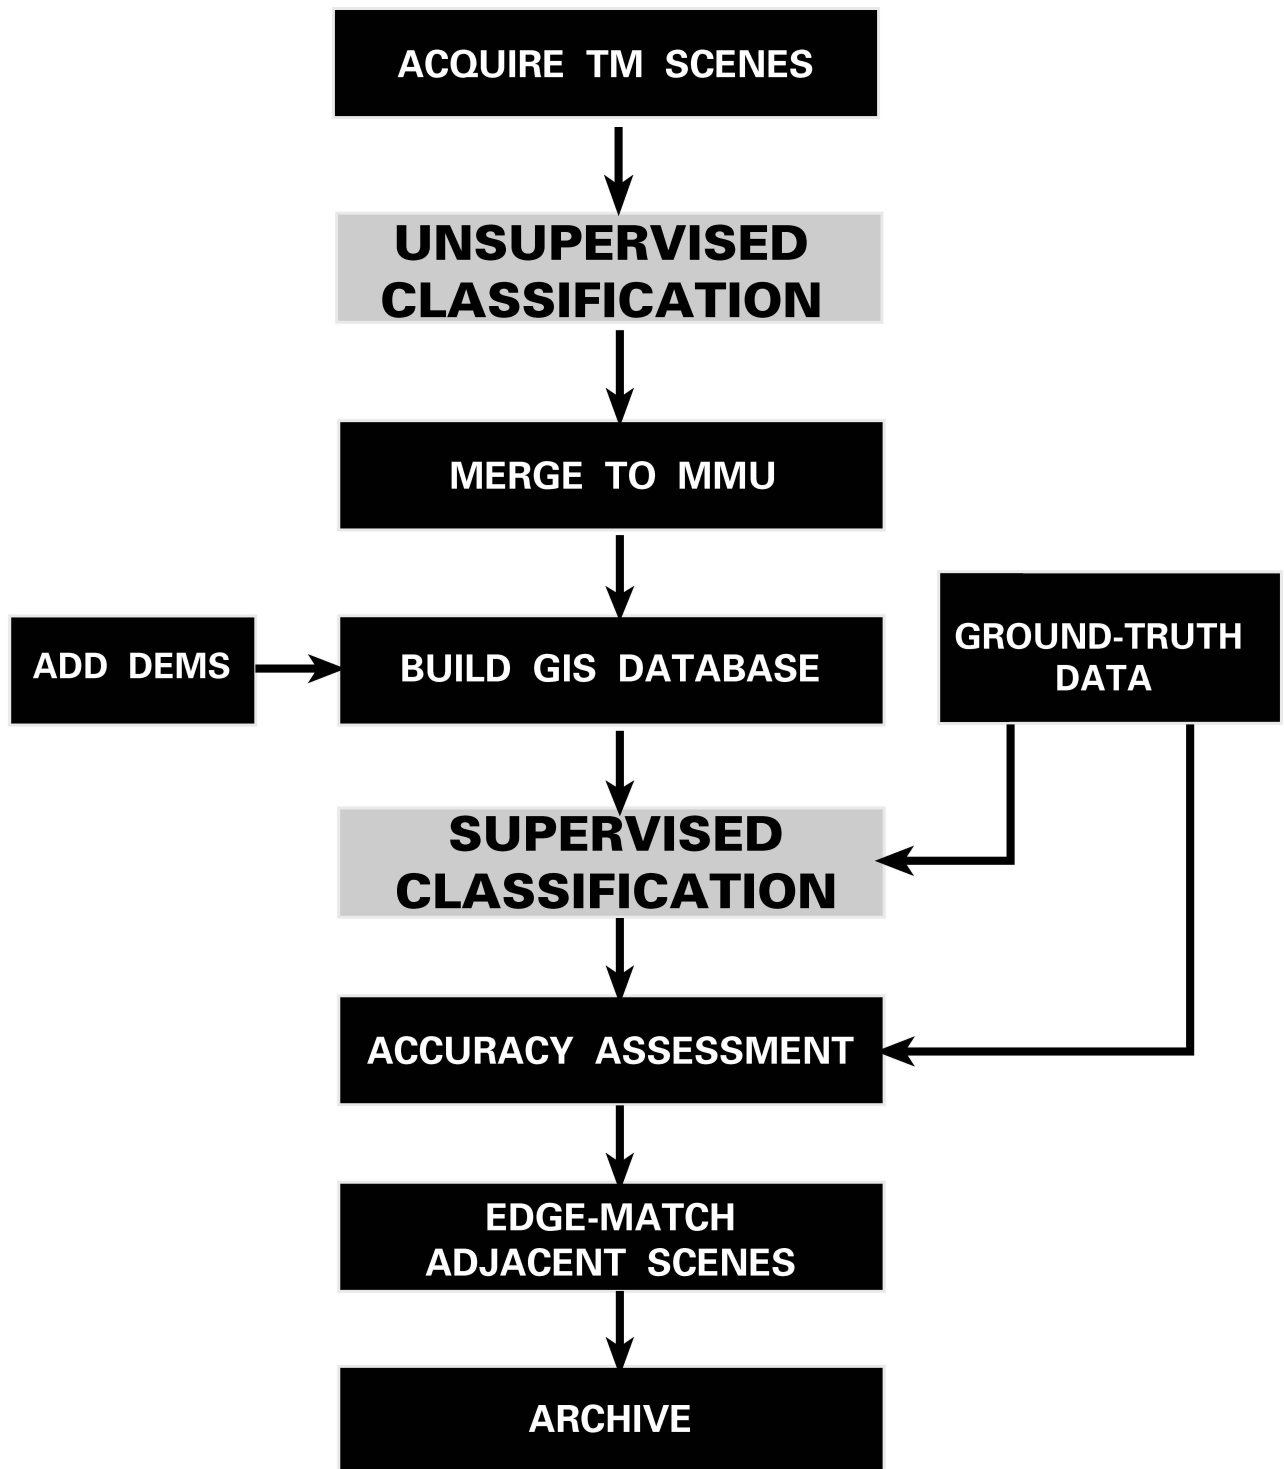 ACQUIRE TM SCENES
UNSUPERVISED
CLASSIFICATION
MERGE TO MMU
ADD DEMS
BUILD GIS DATABASE
GROUND-TRUTH
DATA
SUPERVISED
CLASSIFICATION
ACCURACY ASSESSMENT
EDGE-MATCH
ADJACENT SCENES
ARCHIVE